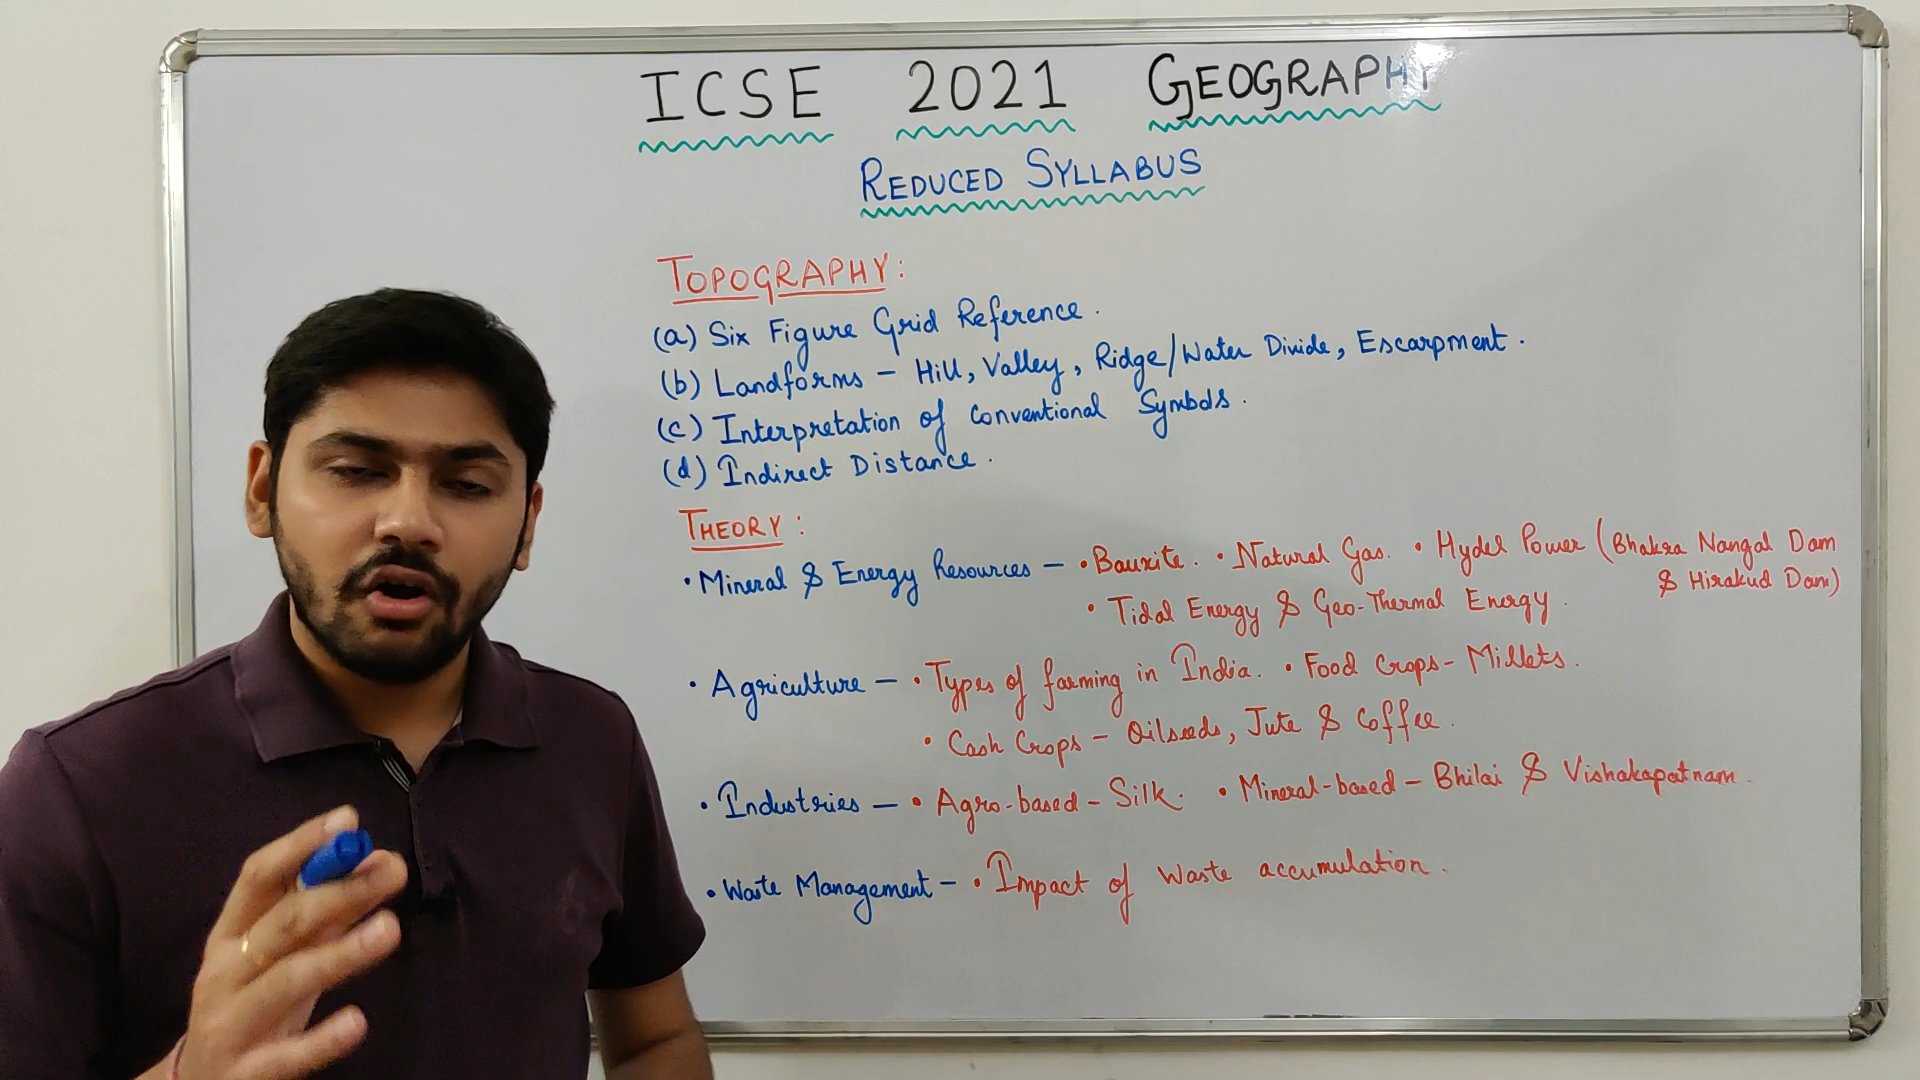 ICSE 2021 GEOGRAPHY
REDUCED SYLLABUS
TOPOGRAPHY:
(a) Six Figure Grid Reference.
(b) Landforms - Hill, Valley, Ridge/Water Divide, Escarpment.
(c) Interpretation of Conventional Symbols.
(d) Indirect Distance.
THEORY:
• Mineral & Energy Resources - • Bauxite. • Natural Gas. • Hydel Power (Bhakra Nangal Dam
& Hirakud Dam)
• Tidal Energy & Geo-Thermal Energy.
• Agriculture - • Types of farming in India. • Food Crops - Millets.
• Cash Crops - Oilseeds, Jute & Coffee.
• Industries - • Agro-based - Silk. • Mineral-based - Bhilai & Vishakapatnam.
• Waste Management - • Impact of Waste accumulation.